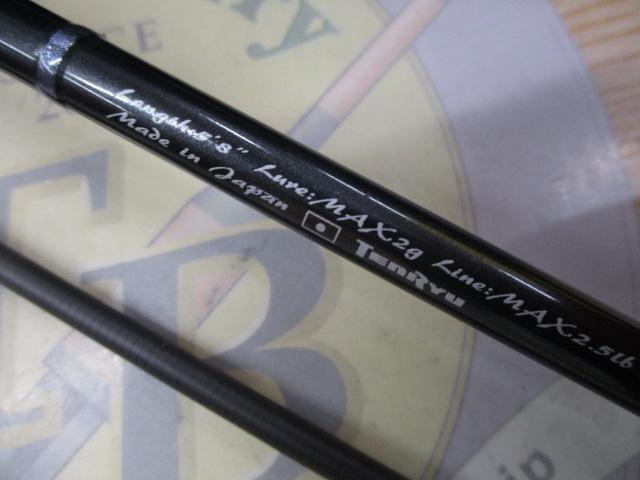 Length:5'8" Lure:MAX2g Line:MAX2.5lb
Made in Japan TENRYU